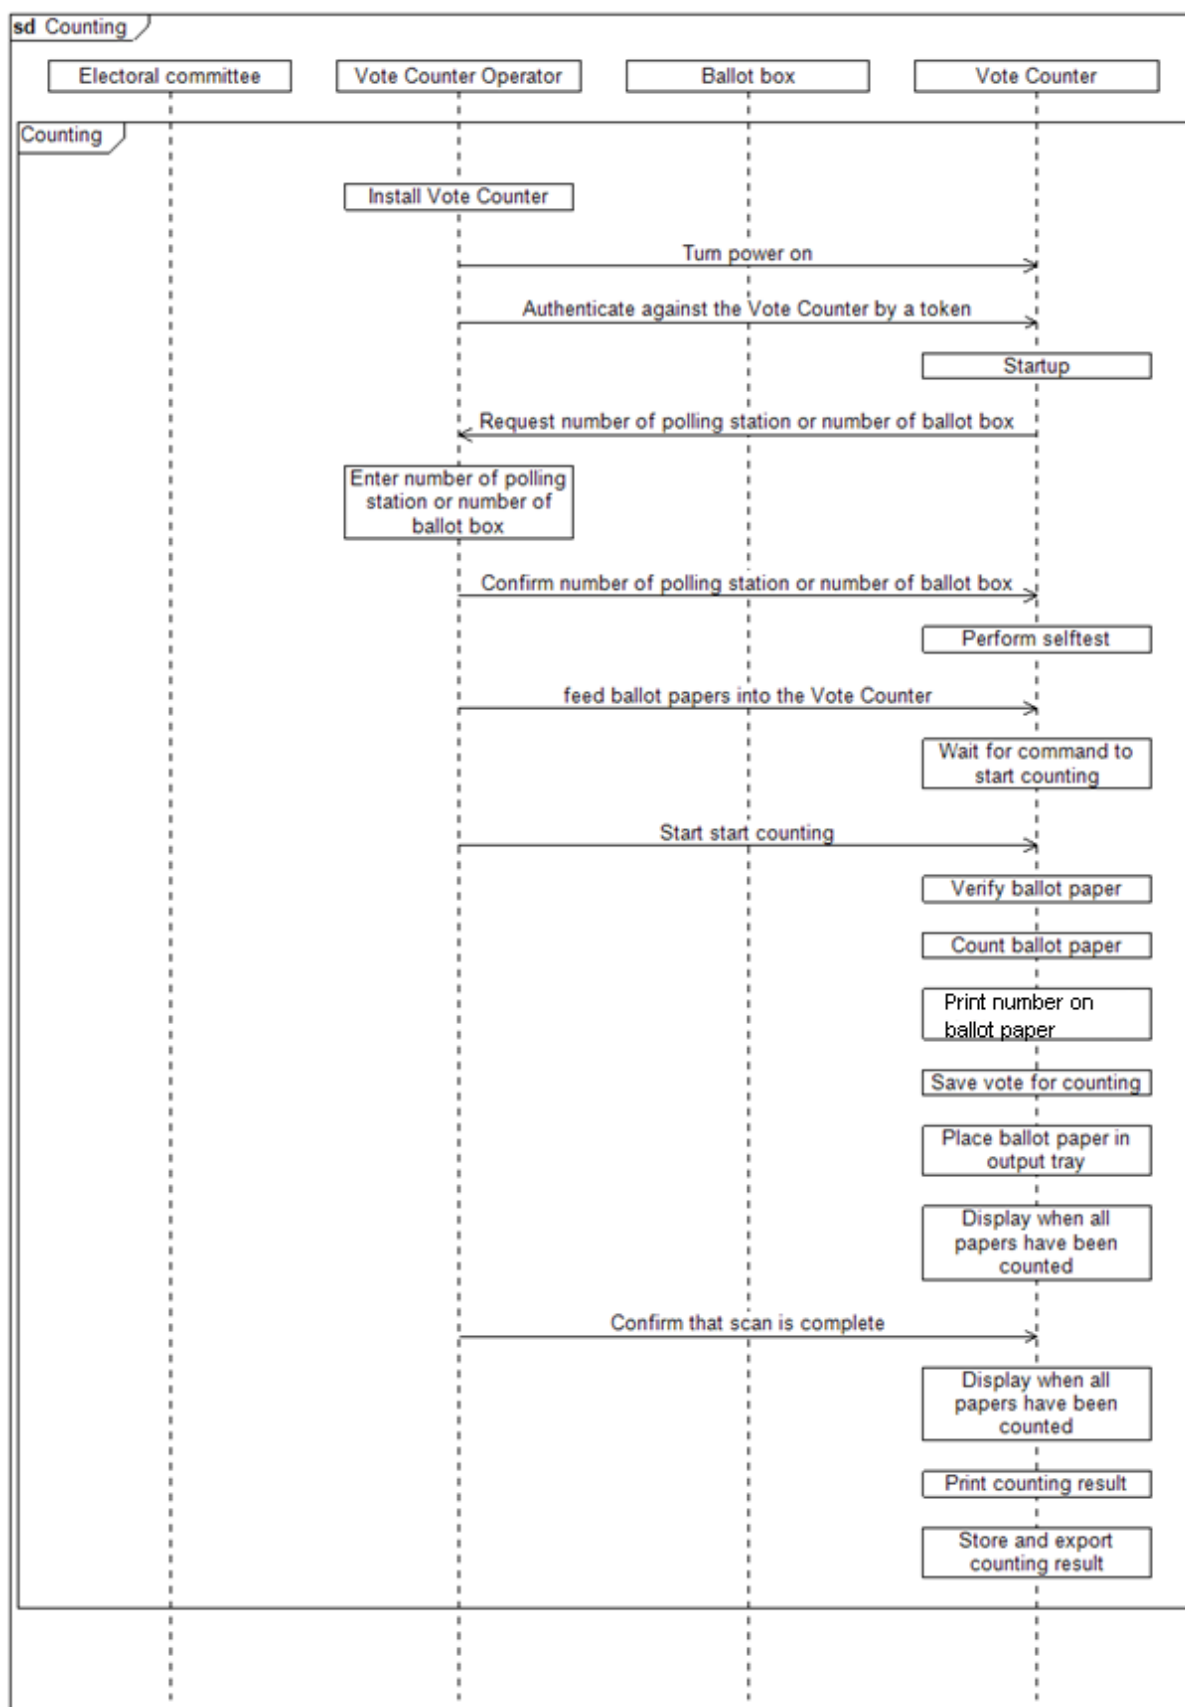 sd Counting
Electoral committee
Vote Counter Operator
Ballot box
Vote Counter
Counting
Install Vote Counter
Turn power on
Authenticate against the Vote Counter by a token
Startup
Request number of polling station or number of ballot box
Enter number of polling
station or number of
ballot box
Confirm number of polling station or number of ballot box
Perform selftest
feed ballot papers into the Vote Counter
Wait for command to
start counting
Start start counting
Verify ballot paper
Count ballot paper
Print number on
ballot paper
Save vote for counting
Place ballot paper in
output tray
Display when all
papers have been
counted
Confirm that scan is complete
Display when all
papers have been
counted
Print counting result
Store and export
counting result